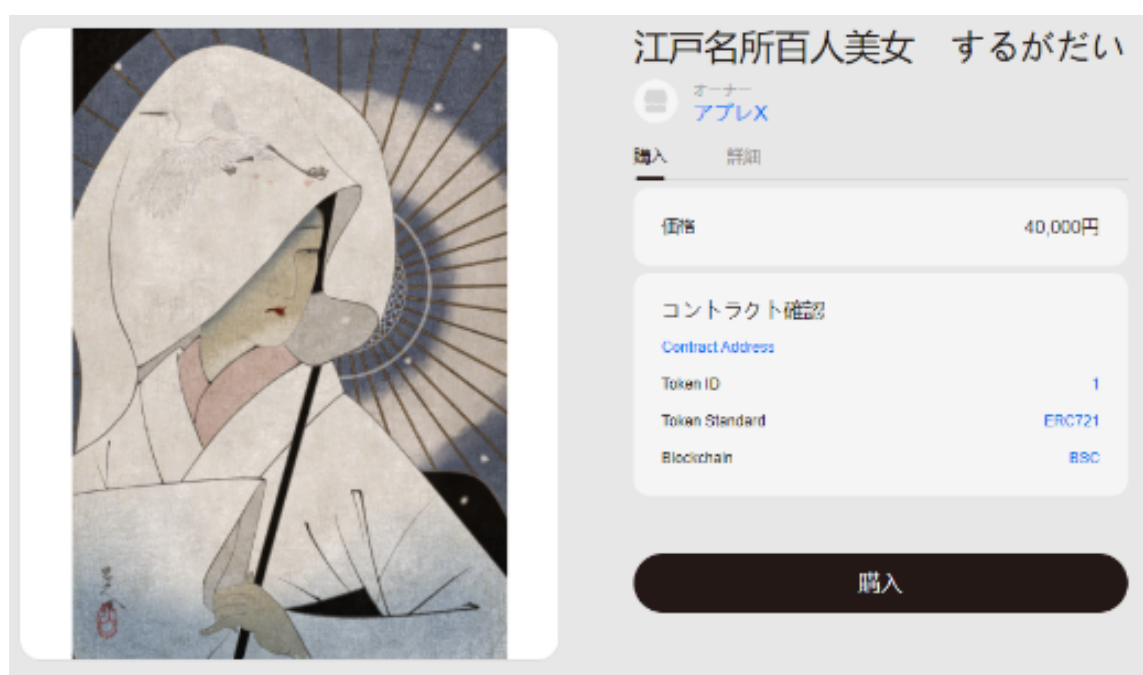 江戸名所百人美女　するがだい
オーナー
アプレX
購入　詳細
価格　40,000円
コントラクト確認
Contract Address
Token ID　1
Token Standard　ERC721
Blockchain　BSC
購入